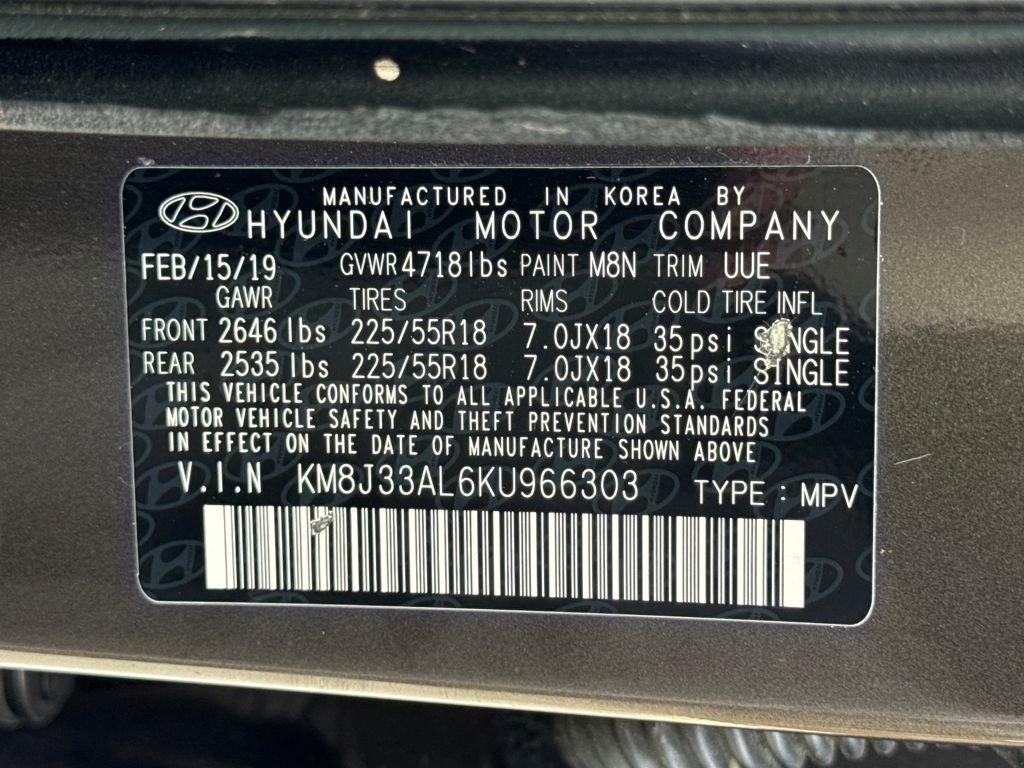 MANUFACTURED IN KOREA BY
HYUNDAI MOTOR COMPANY
FEB/15/19 GVWR 4718lbs PAINT M8N TRIM UUE
GAWR TIRES RIMS COLD TIRE INFL
FRONT 2646 lbs 225/55R18 7.0JX18 35psi SINGLE
REAR 2535 lbs 225/55R18 7.0JX18 35psi SINGLE
THIS VEHICLE CONFORMS TO ALL APPLICABLE U.S.A. FEDERAL
MOTOR VEHICLE SAFETY AND THEFT PREVENTION STANDARDS
IN EFFECT ON THE DATE OF MANUFACTURE SHOWN ABOVE
V.I.N KM8J33AL6KU966303 TYPE : MPV